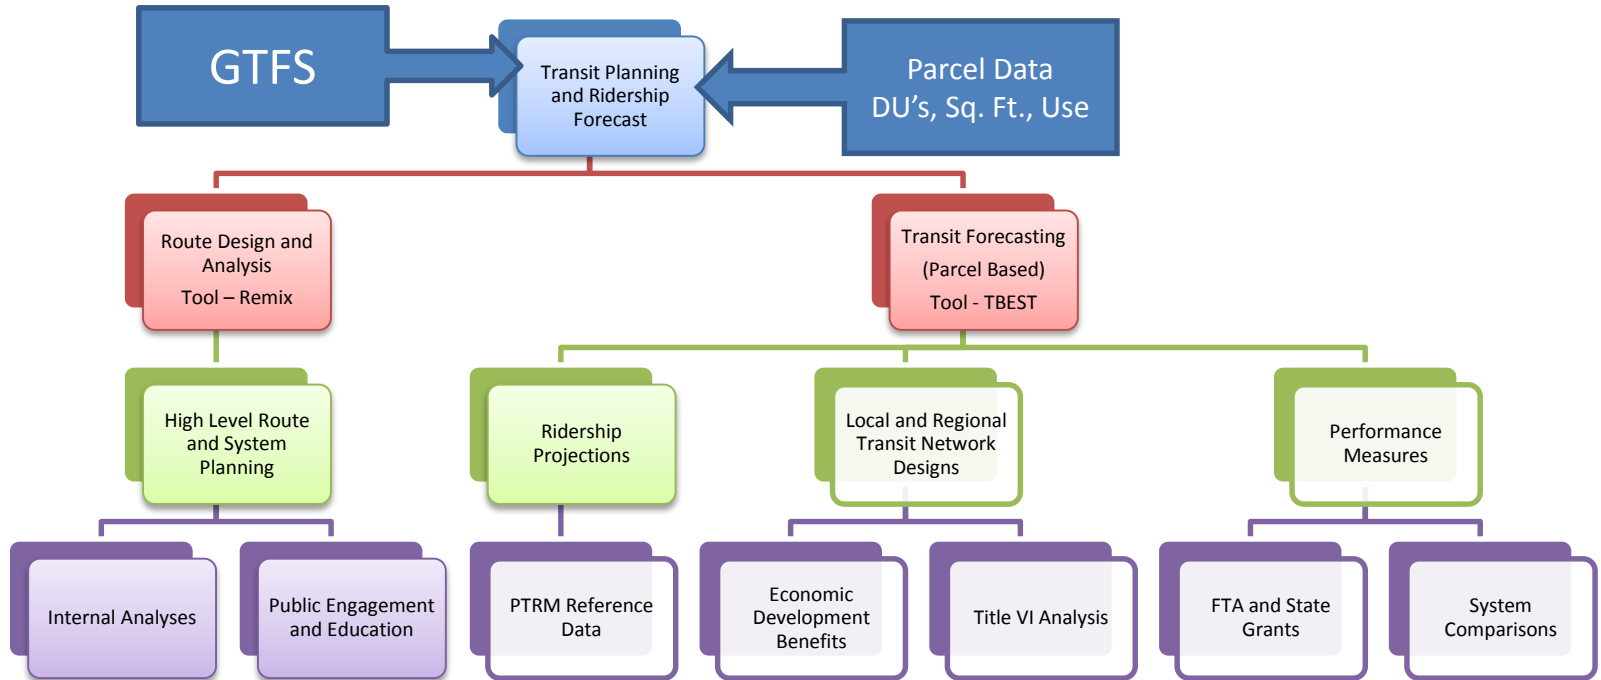 GTFS
Transit Planning
and Ridership
Forecast
Parcel Data
DU's, Sq. Ft., Use
Route Design and
Analysis
Tool – Remix
Transit Forecasting
(Parcel Based)
Tool - TBEST
High Level Route
and System
Planning
Ridership
Projections
Local and Regional
Transit Network
Designs
Performance
Measures
Internal Analyses
Public Engagement
and Education
PTRM Reference
Data
Economic
Development
Benefits
Title VI Analysis
FTA and State
Grants
System
Comparisons